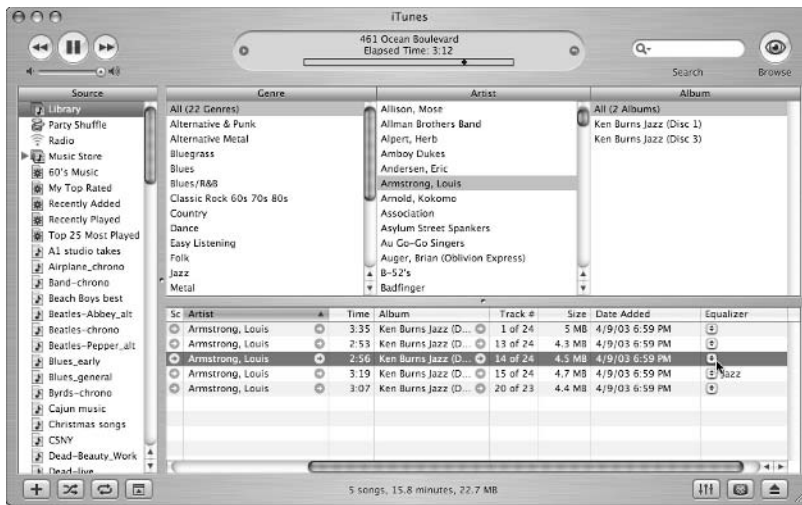 iTunes
461 Ocean Boulevard
Elapsed Time: 3:12
Search
Browse
Source
Library
Party Shuffle
Radio
Music Store
60's Music
My Top Rated
Recently Added
Recently Played
Top 25 Most Played
A1 studio takes
Airplane_chrono
Band-chrono
Beach Boys best
Beatles-Abbey_alt
Beatles-chrono
Beatles-Pepper_alt
Blues_early
Blues_general
Byrds-chrono
Cajun music
Christmas songs
CSNY
Dead-Beauty_Work
Dead-live
Genre
All (22 Genres)
Alternative & Punk
Alternative Metal
Bluegrass
Blues
Blues/R&B
Classic Rock 60s 70s 80s
Country
Dance
Easy Listening
Folk
Jazz
Metal
Artist
Allison, Mose
Allman Brothers Band
Alpert, Herb
Amboy Dukes
Andersen, Eric
Armstrong, Louis
Arnold, Kokomo
Association
Asylum Street Spankers
Au Go-Go Singers
Auger, Brian (Oblivion Express)
B-52's
Badfinger
Album
All (2 Albums)
Ken Burns Jazz (Disc 1)
Ken Burns Jazz (Disc 3)
Sc Artist Time Album Track # Size Date Added Equalizer
Armstrong, Louis 3:35 Ken Burns Jazz (D... 1 of 24 5 MB 4/9/03 6:59 PM
Armstrong, Louis 2:53 Ken Burns Jazz (D... 13 of 24 4.3 MB 4/9/03 6:59 PM
Armstrong, Louis 2:56 Ken Burns Jazz (D... 14 of 24 4.5 MB 4/9/03 6:59 PM
Armstrong, Louis 3:19 Ken Burns Jazz (D... 15 of 24 4.7 MB 4/9/03 6:59 PM Jazz
Armstrong, Louis 3:07 Ken Burns Jazz (D... 20 of 23 4.4 MB 4/9/03 6:59 PM
5 songs, 15.8 minutes, 22.7 MB